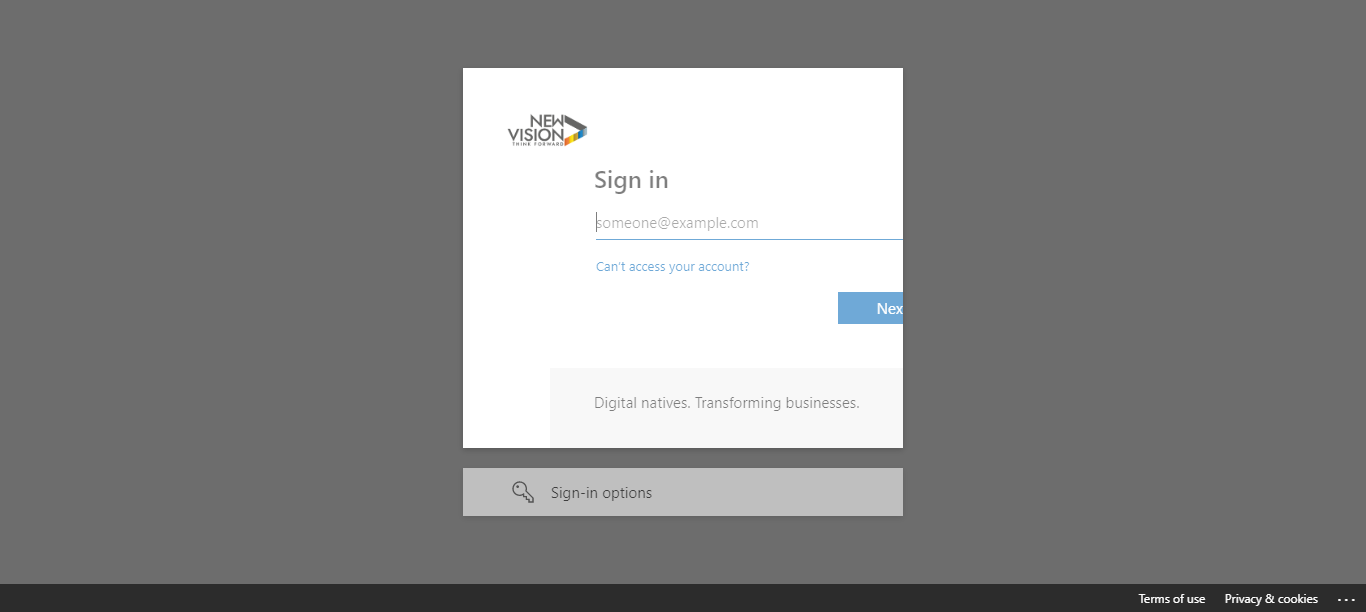 NEW
VISION
THINK FORWARD
Sign in
someone@example.com
Can't access your account?
Nex
Digital natives. Transforming businesses.
Sign-in options
Terms of use
Privacy & cookies
...